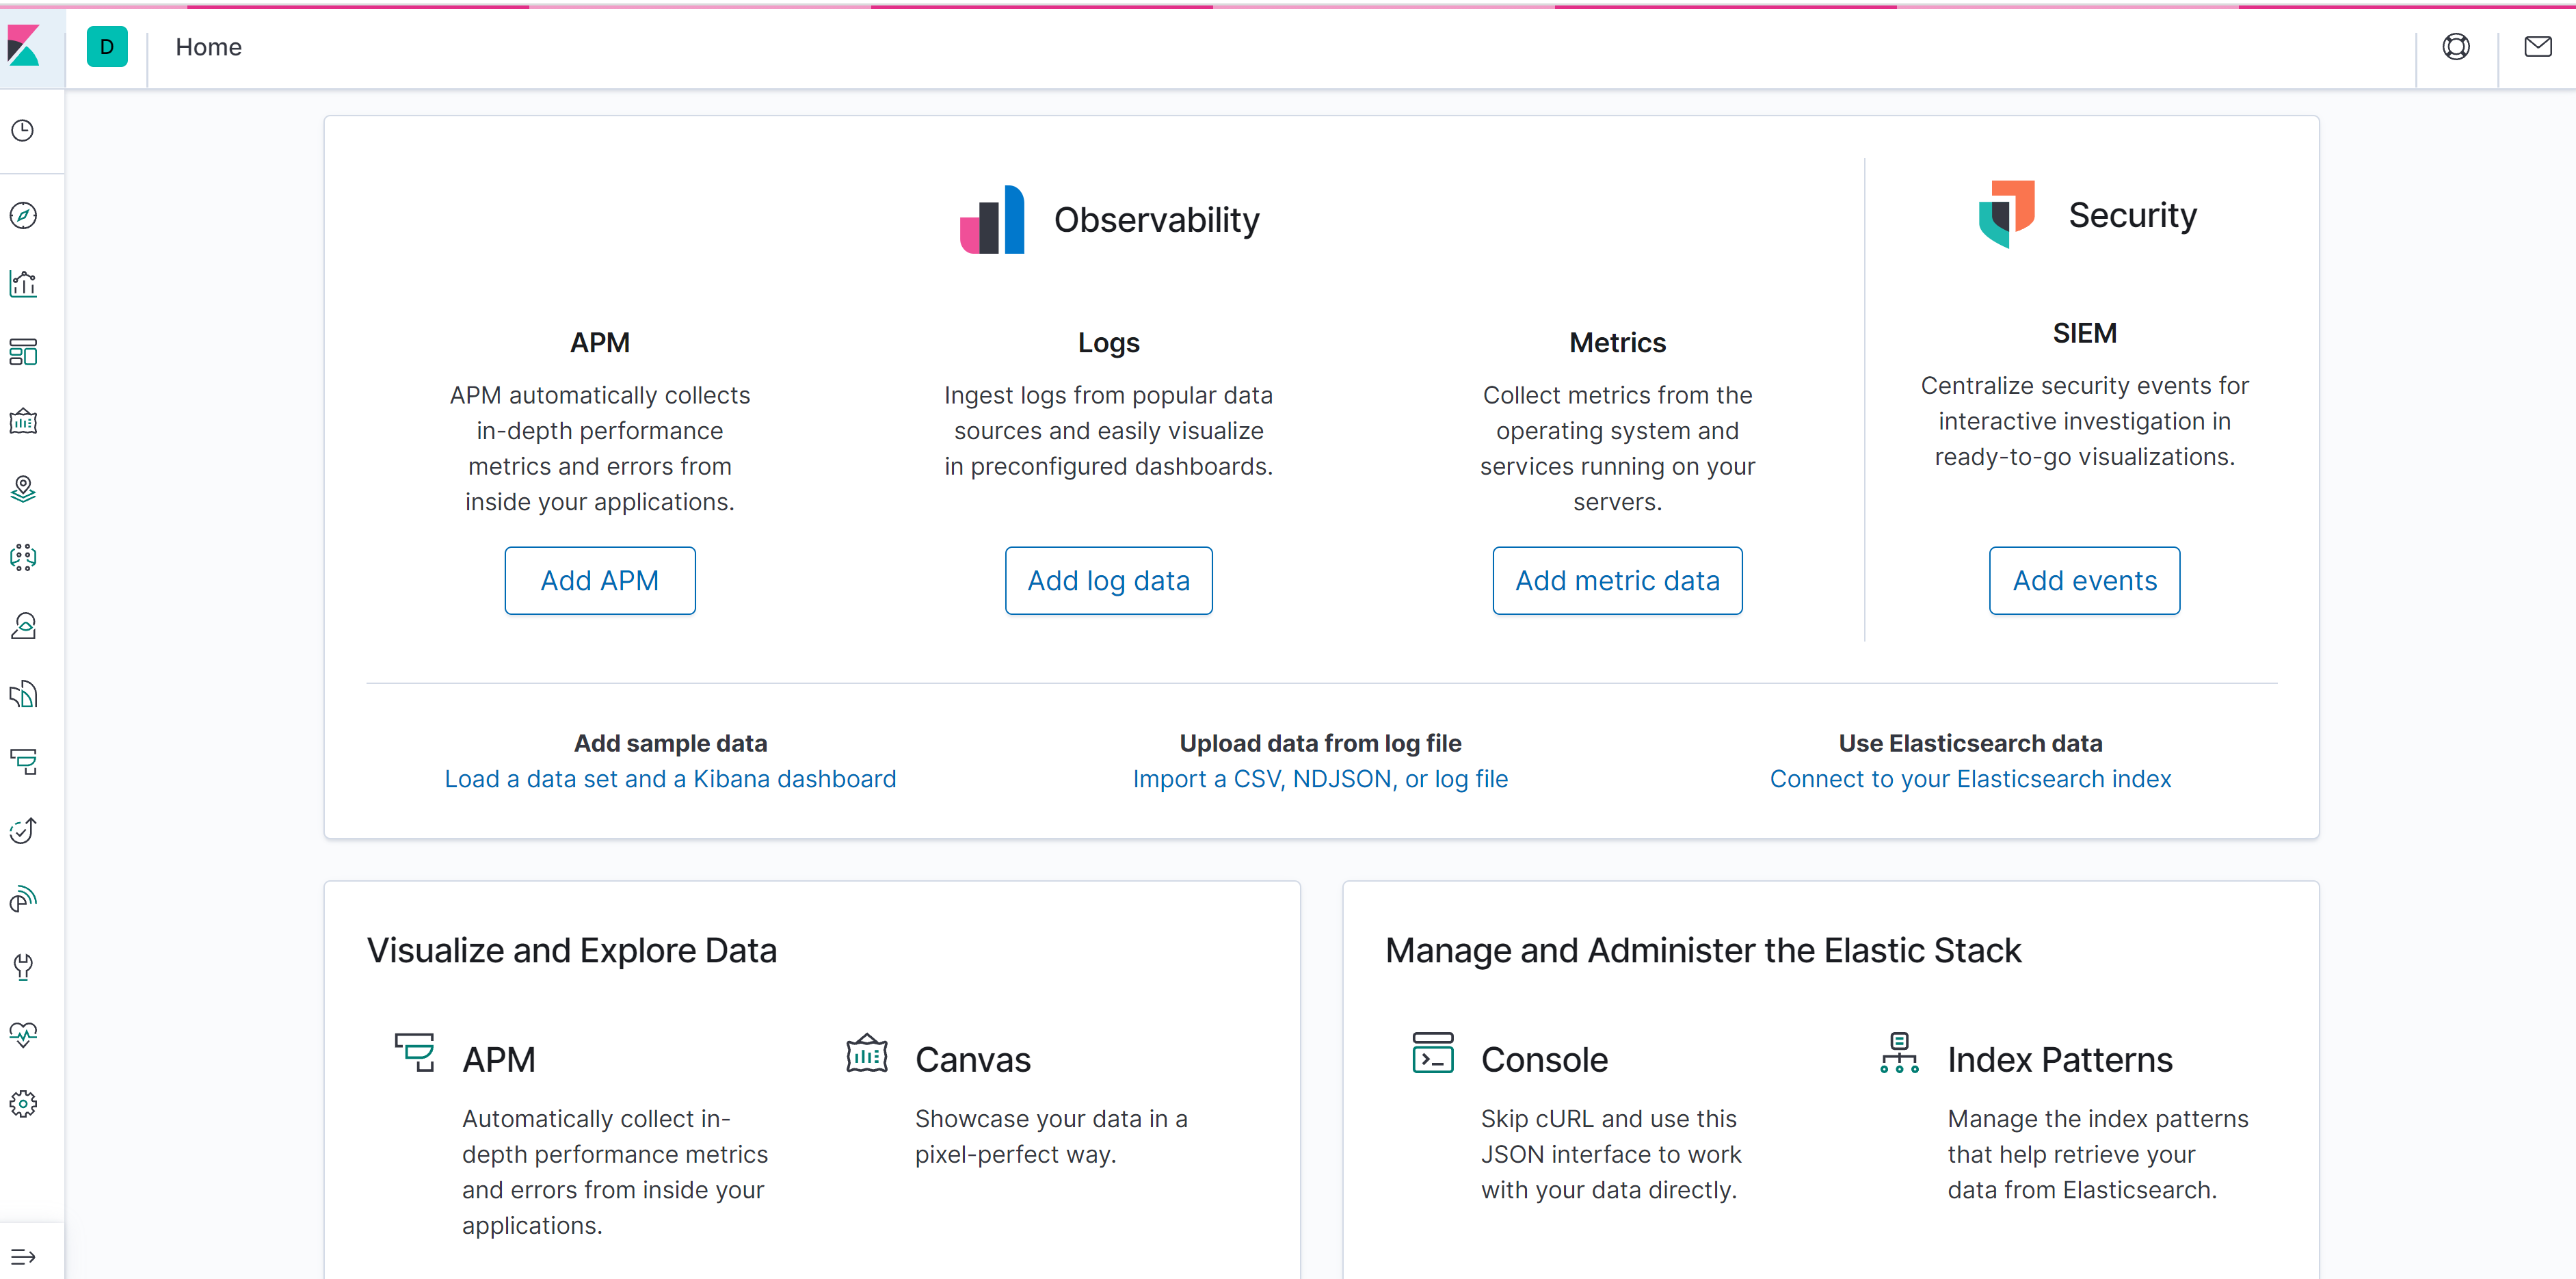 D
Home
Observability
Security
APM
APM automatically collects
in-depth performance
metrics and errors from
inside your applications.
Add APM
Logs
Ingest logs from popular data
sources and easily visualize
in preconfigured dashboards.
Add log data
Metrics
Collect metrics from the
operating system and
services running on your
servers.
Add metric data
SIEM
Centralize security events for
interactive investigation in
ready-to-go visualizations.
Add events
Add sample data
Load a data set and a Kibana dashboard
Upload data from log file
Import a CSV, NDJSON, or log file
Use Elasticsearch data
Connect to your Elasticsearch index
Visualize and Explore Data
APM
Automatically collect in-
depth performance metrics
and errors from inside your
applications.
Canvas
Showcase your data in a
pixel-perfect way.
Manage and Administer the Elastic Stack
Console
Skip cURL and use this
JSON interface to work
with your data directly.
Index Patterns
Manage the index patterns
that help retrieve your
data from Elasticsearch.